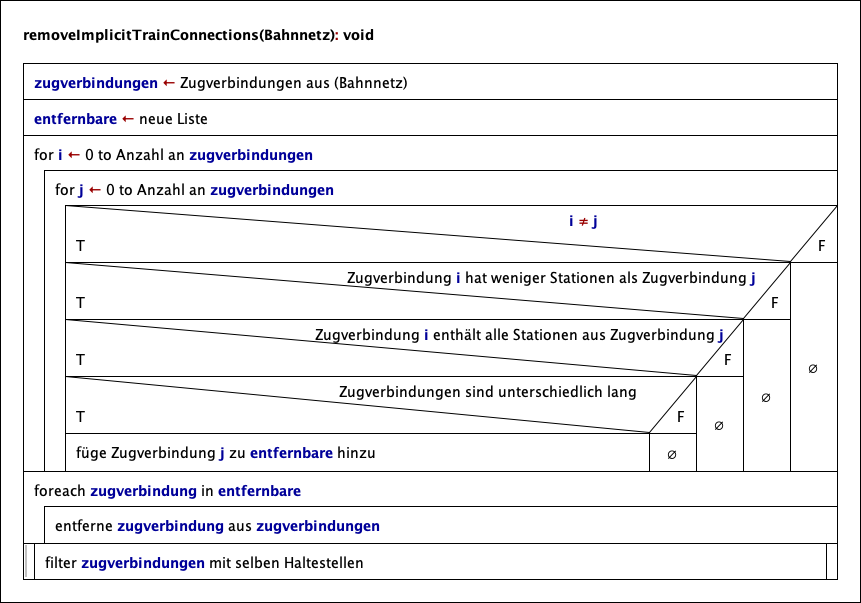 removeImplicitTrainConnections(Bahnnetz): void
zugverbindungen ← Zugverbindungen aus (Bahnnetz)
entfernbare ← neue Liste
for i ← 0 to Anzahl an zugverbindungen
for j ← 0 to Anzahl an zugverbindungen
i ≠ j
T F
Zugverbindung i hat weniger Stationen als Zugverbindung j
T F
Zugverbindung i enthält alle Stationen aus Zugverbindung j
T F
∅
Zugverbindungen sind unterschiedlich lang
∅
T F
∅
füge Zugverbindung j zu entfernbare hinzu ∅
foreach zugverbindung in entfernbare
entferne zugverbindung aus zugverbindungen
filter zugverbindungen mit selben Haltestellen